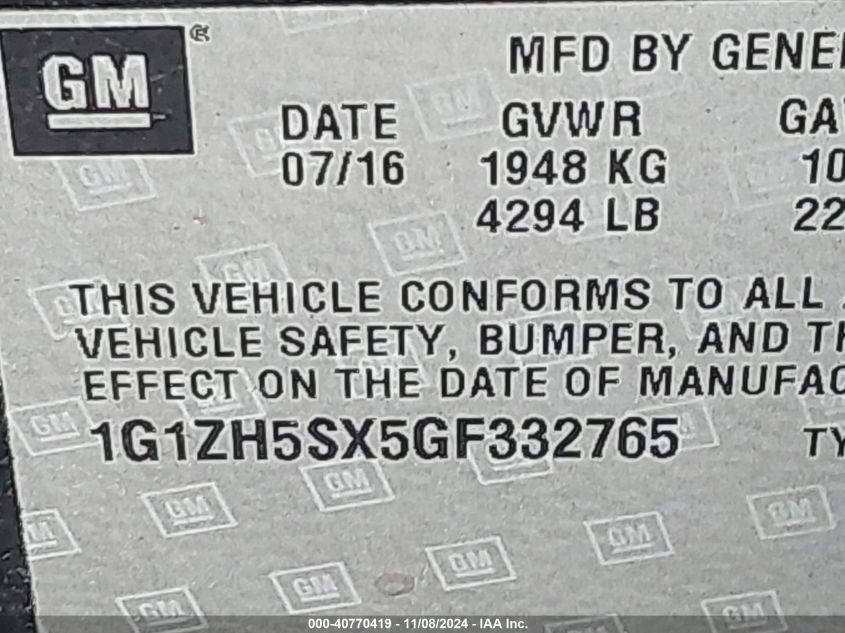 GM ®
MFD BY GENE
DATE GVWR GA
07/16 1948 KG 10
4294 LB 22
THIS VEHICLE CONFORMS TO ALL
VEHICLE SAFETY, BUMPER, AND TH
EFFECT ON THE DATE OF MANUFAC
1G1ZH5SX5GF332765 TY
000-40770419 - 11/08/2024 - IAA Inc.